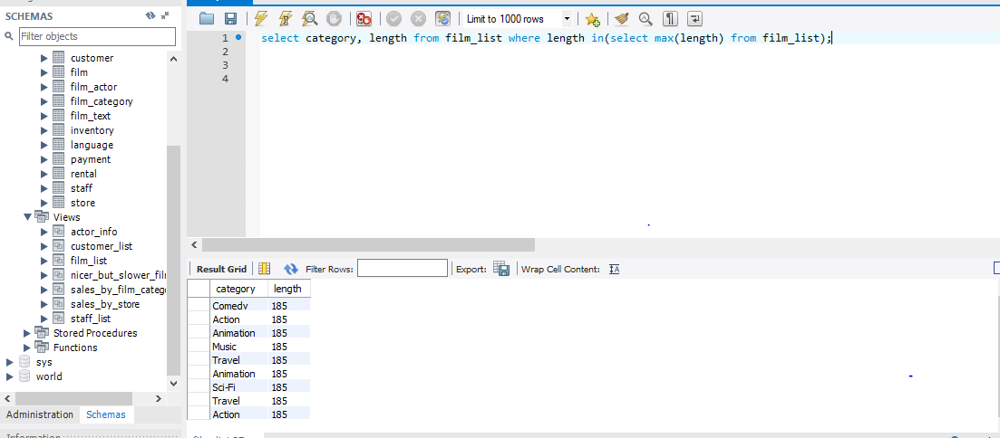 SCHEMAS
Filter objects
customer
film
film_actor
film_category
film_text
inventory
language
payment
rental
staff
store
Views
actor_info
customer_list
film_list
nicer_but_slower_fil
sales_by_film_categ
sales_by_store
staff_list
Stored Procedures
Functions
sys
world
Administration Schemas
Information
Limit to 1000 rows
1 select category, length from film_list where length in(select max(length) from film_list);
2
3
4
Result Grid Filter Rows: Export: Wrap Cell Content: IA
category length
Comedy 185
Action 185
Animation 185
Music 185
Travel 185
Animation 185
Sci-Fi 185
Travel 185
Action 185